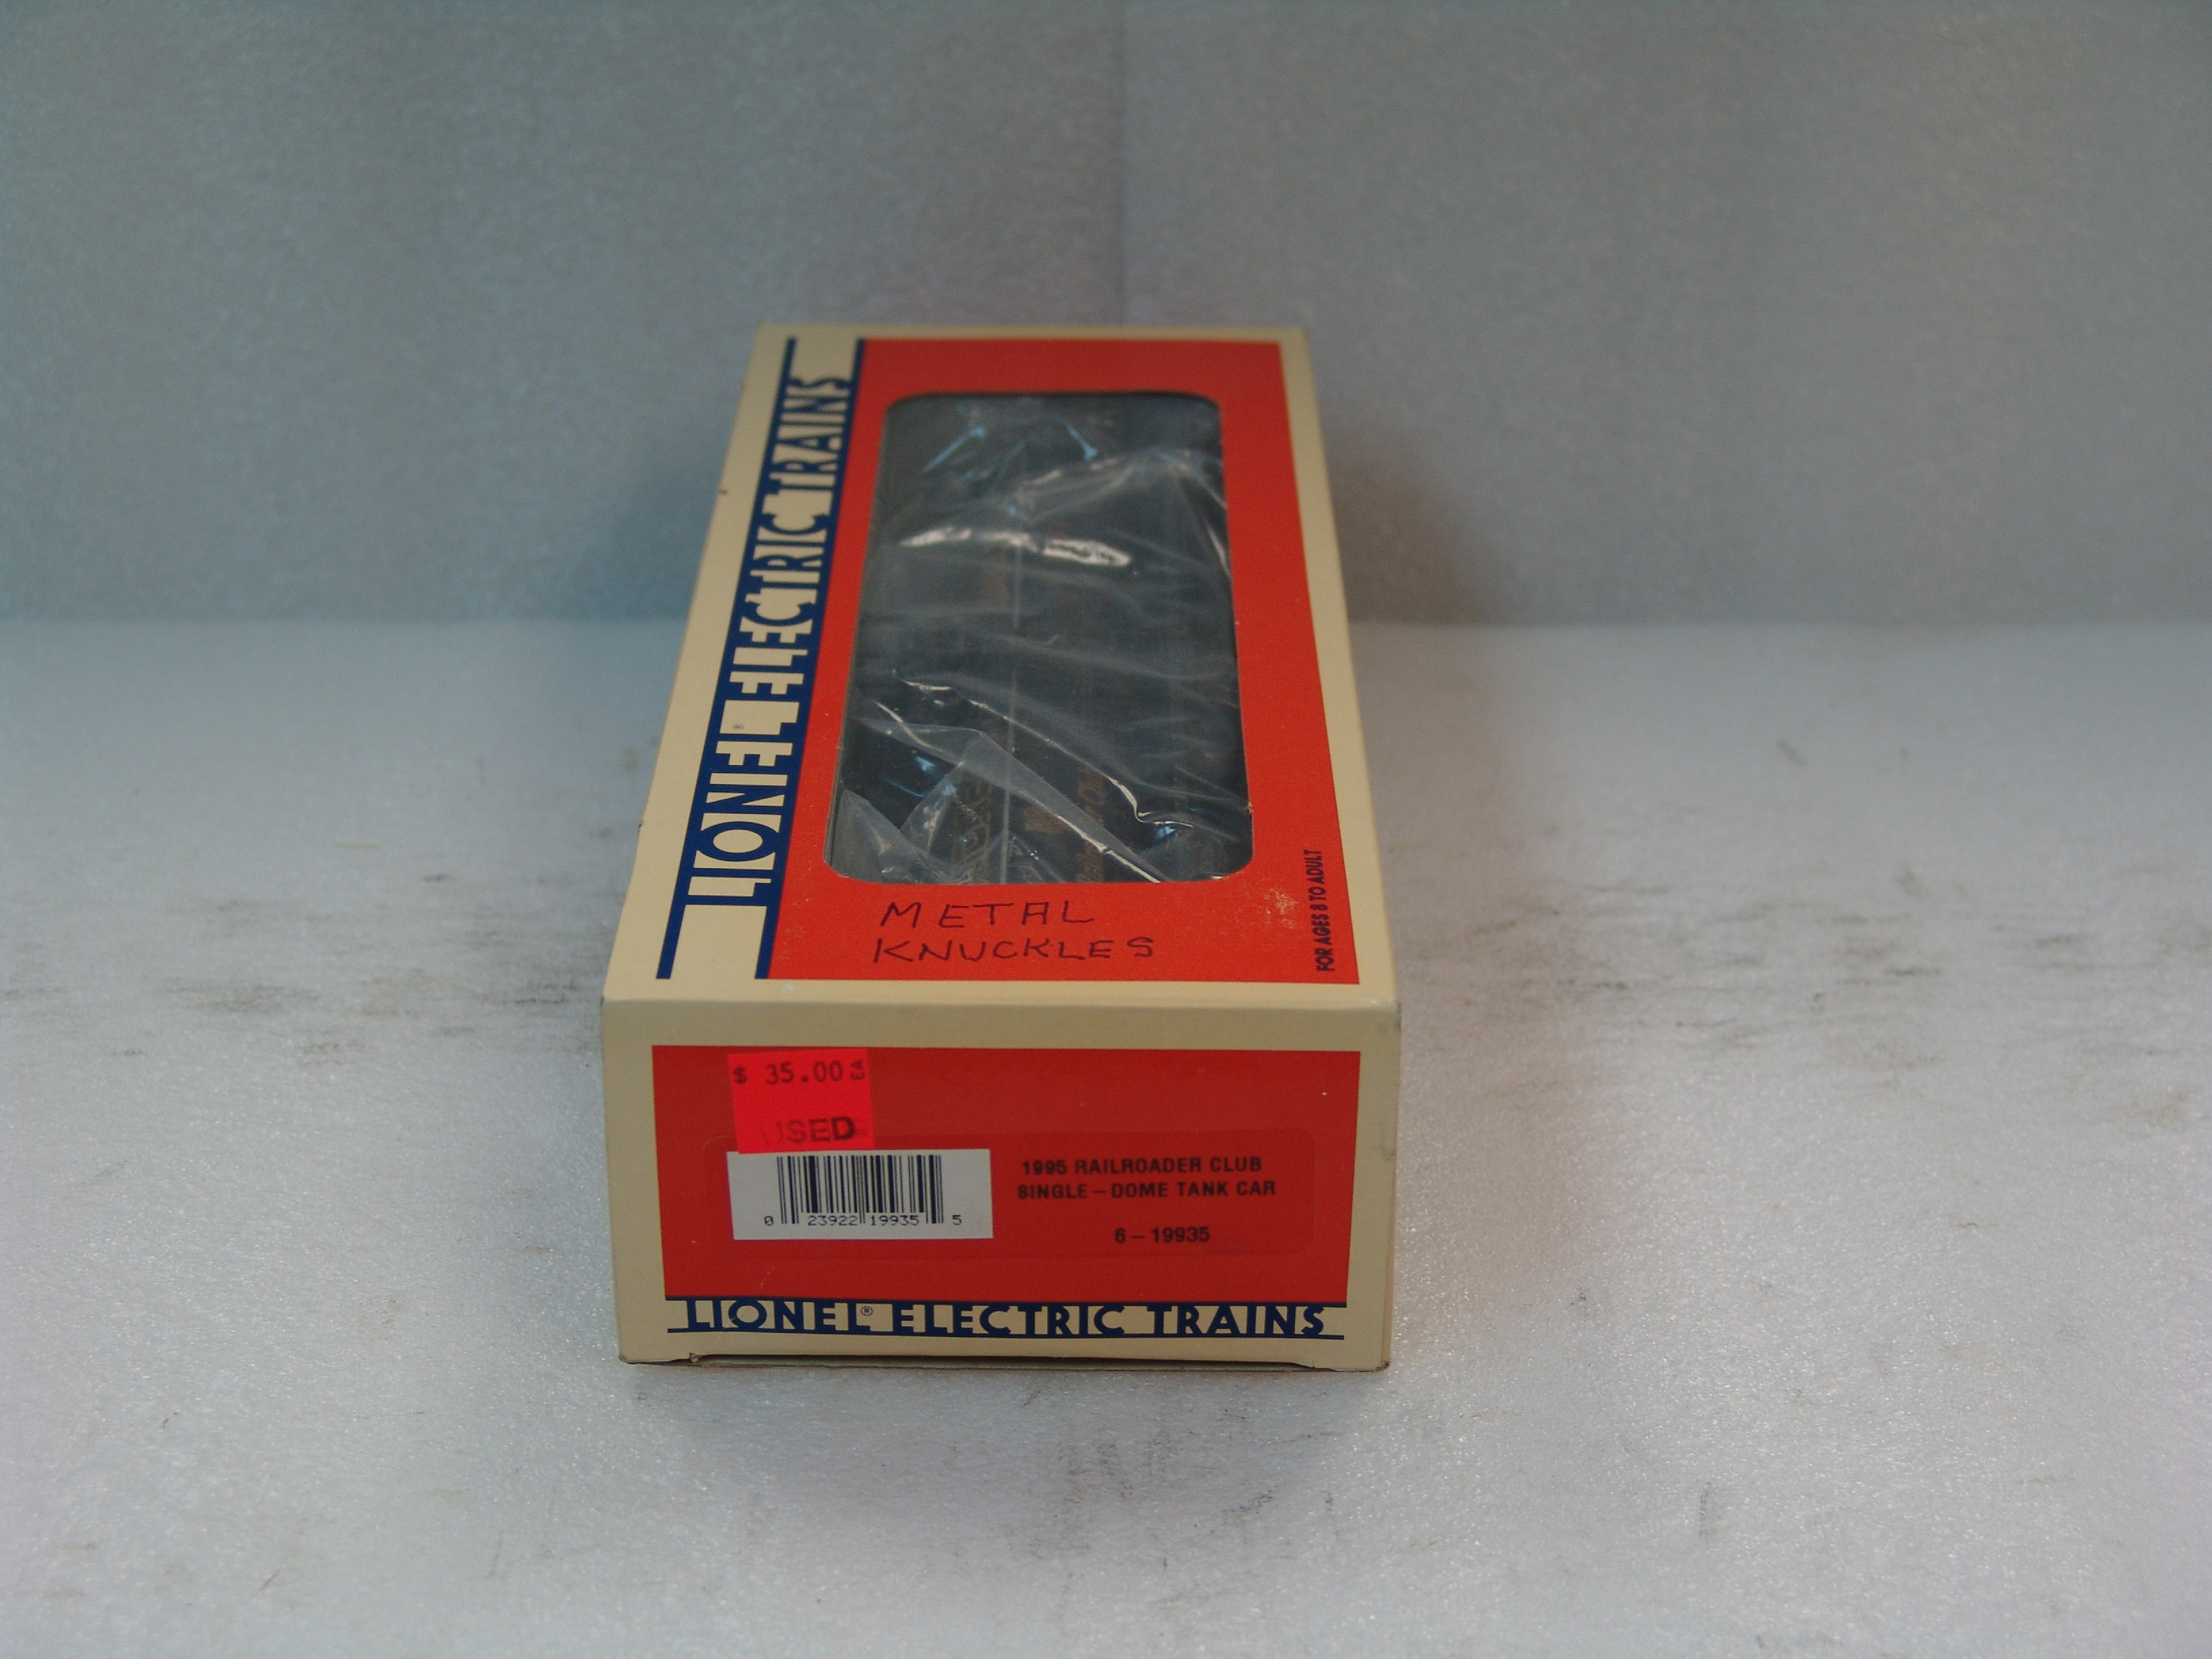 LIONEL® ELECTRIC TRAINS
METAL
KNUCKLES
FOR AGES 8 TO ADULT
$ 35.00 EA
USED
0 23922 19935 5
1995 RAILROADER CLUB
SINGLE-DOME TANK CAR
6-19935
LIONEL® ELECTRIC TRAINS